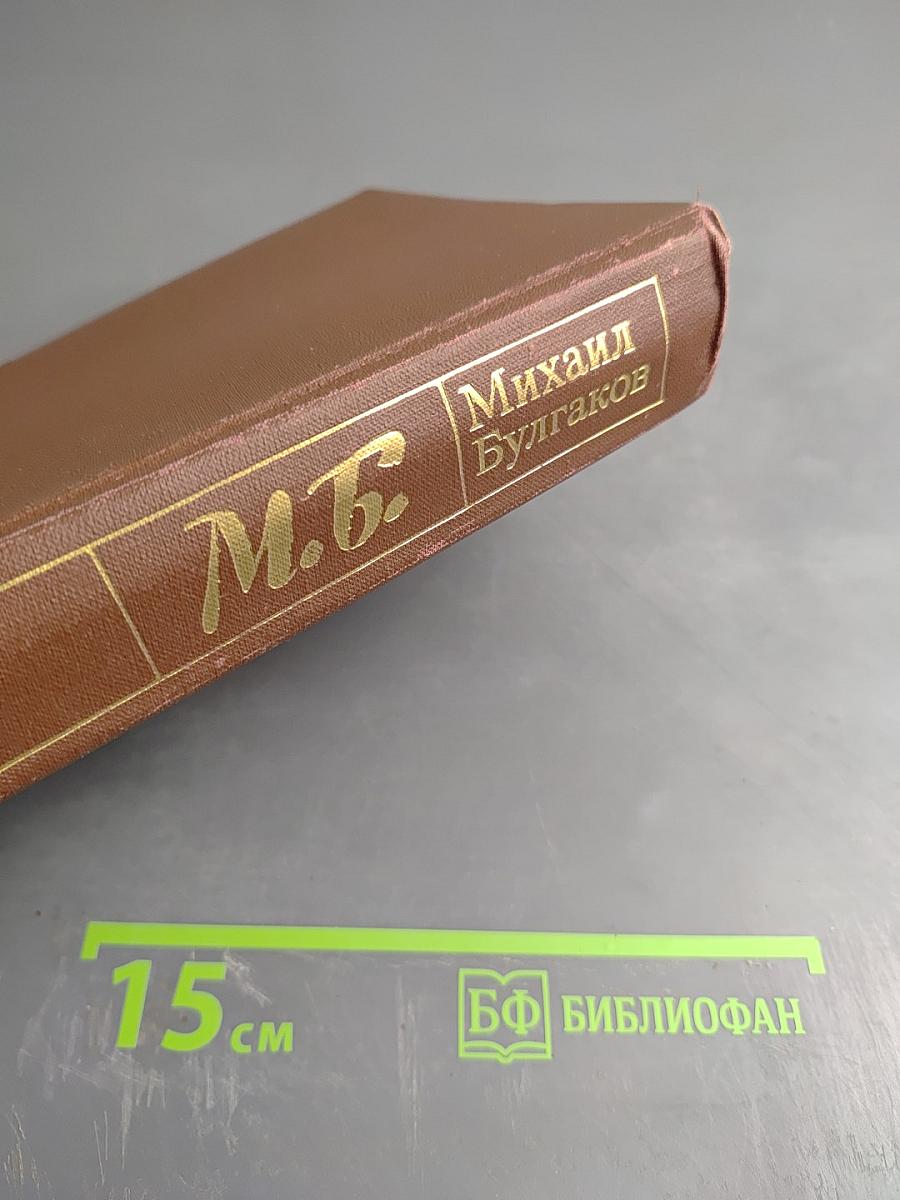 Михаил
Булгаков
М.Б.
15 см
БФ БИБЛИОФАН